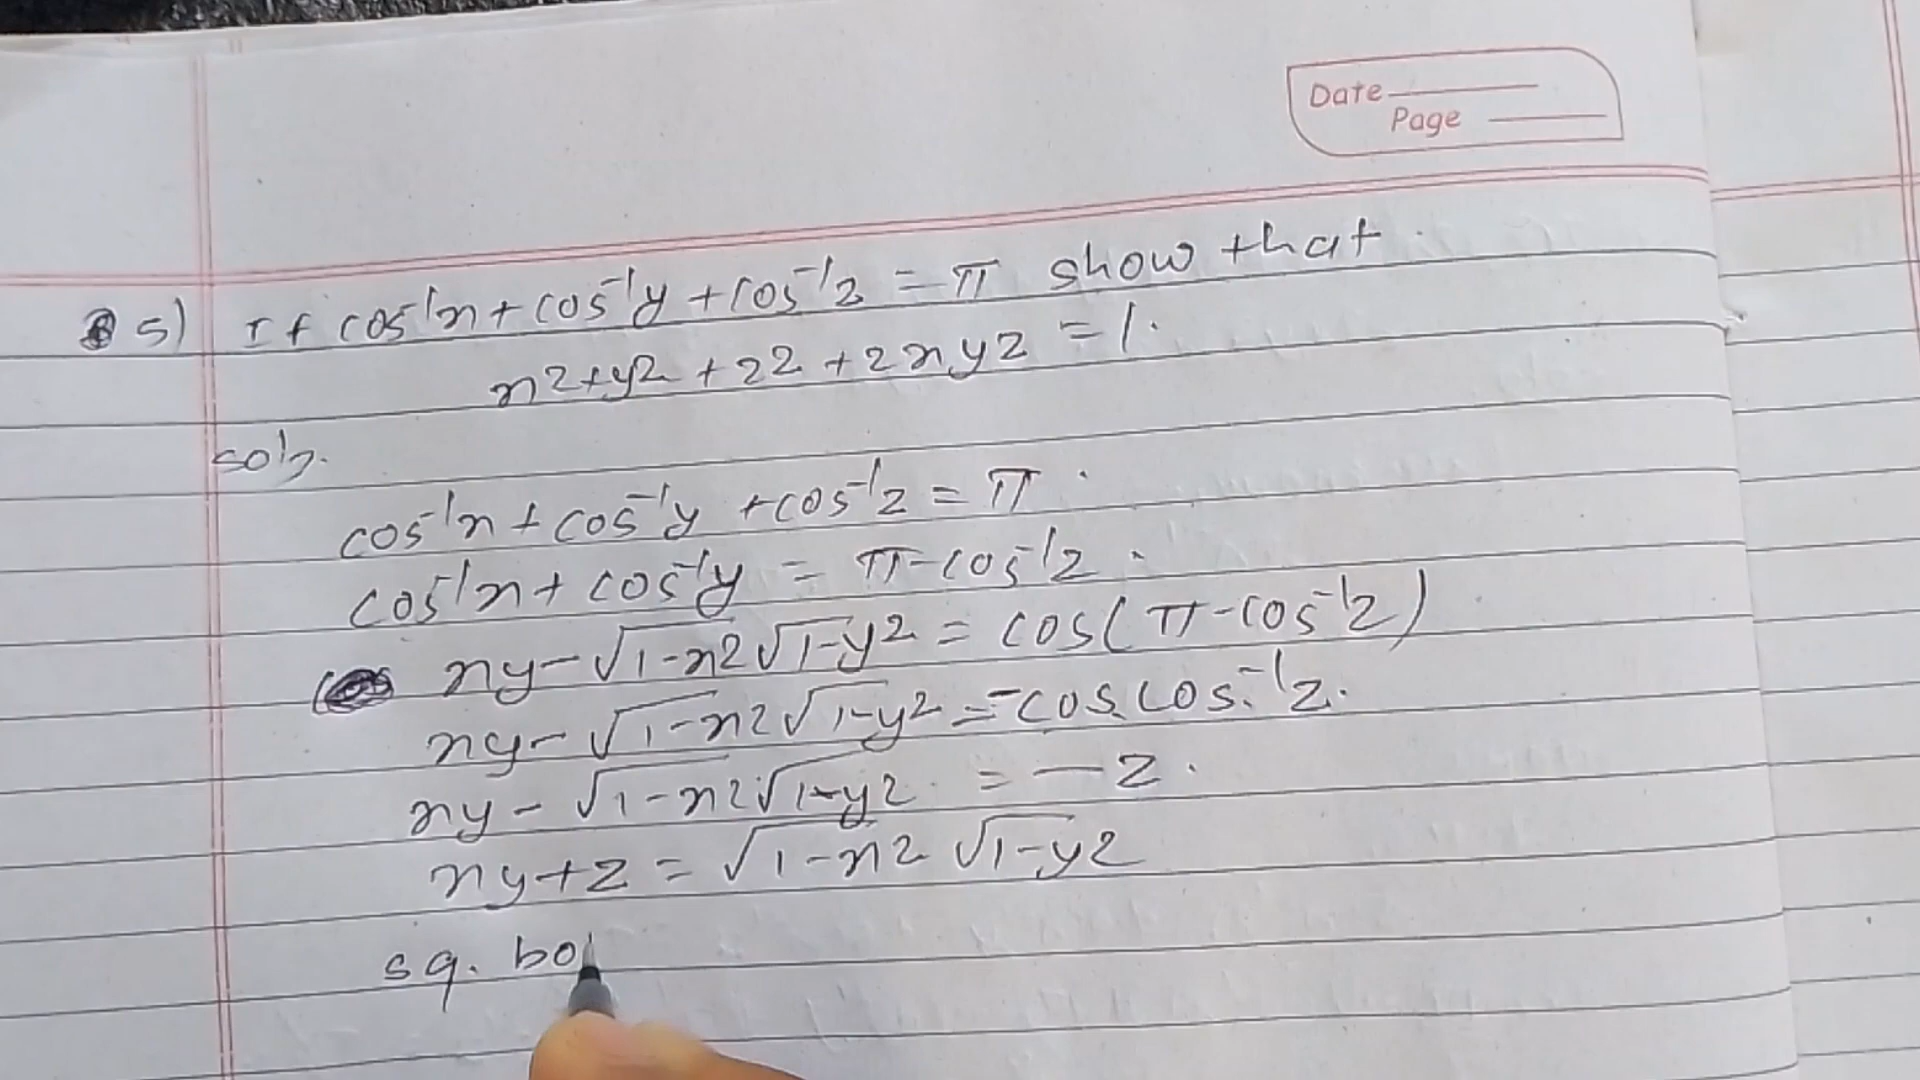 Date
Page
5) If cos⁻¹x + cos⁻¹y + cos⁻¹z = π show that
x2 + y2 + z2 + 2xyz = 1.
soln.
cos⁻¹x + cos⁻¹y + cos⁻¹z = π
cos⁻¹x + cos⁻¹y = π - cos⁻¹z
xy - √1-x2 √1-y2 = cos(π - cos⁻¹z)
xy - √1-x2 √1-y2 = - cos. cos⁻¹z.
xy - √1-x2 √1-y2 = - z.
xy + z = √1-x2 √1-y2
sq. bo